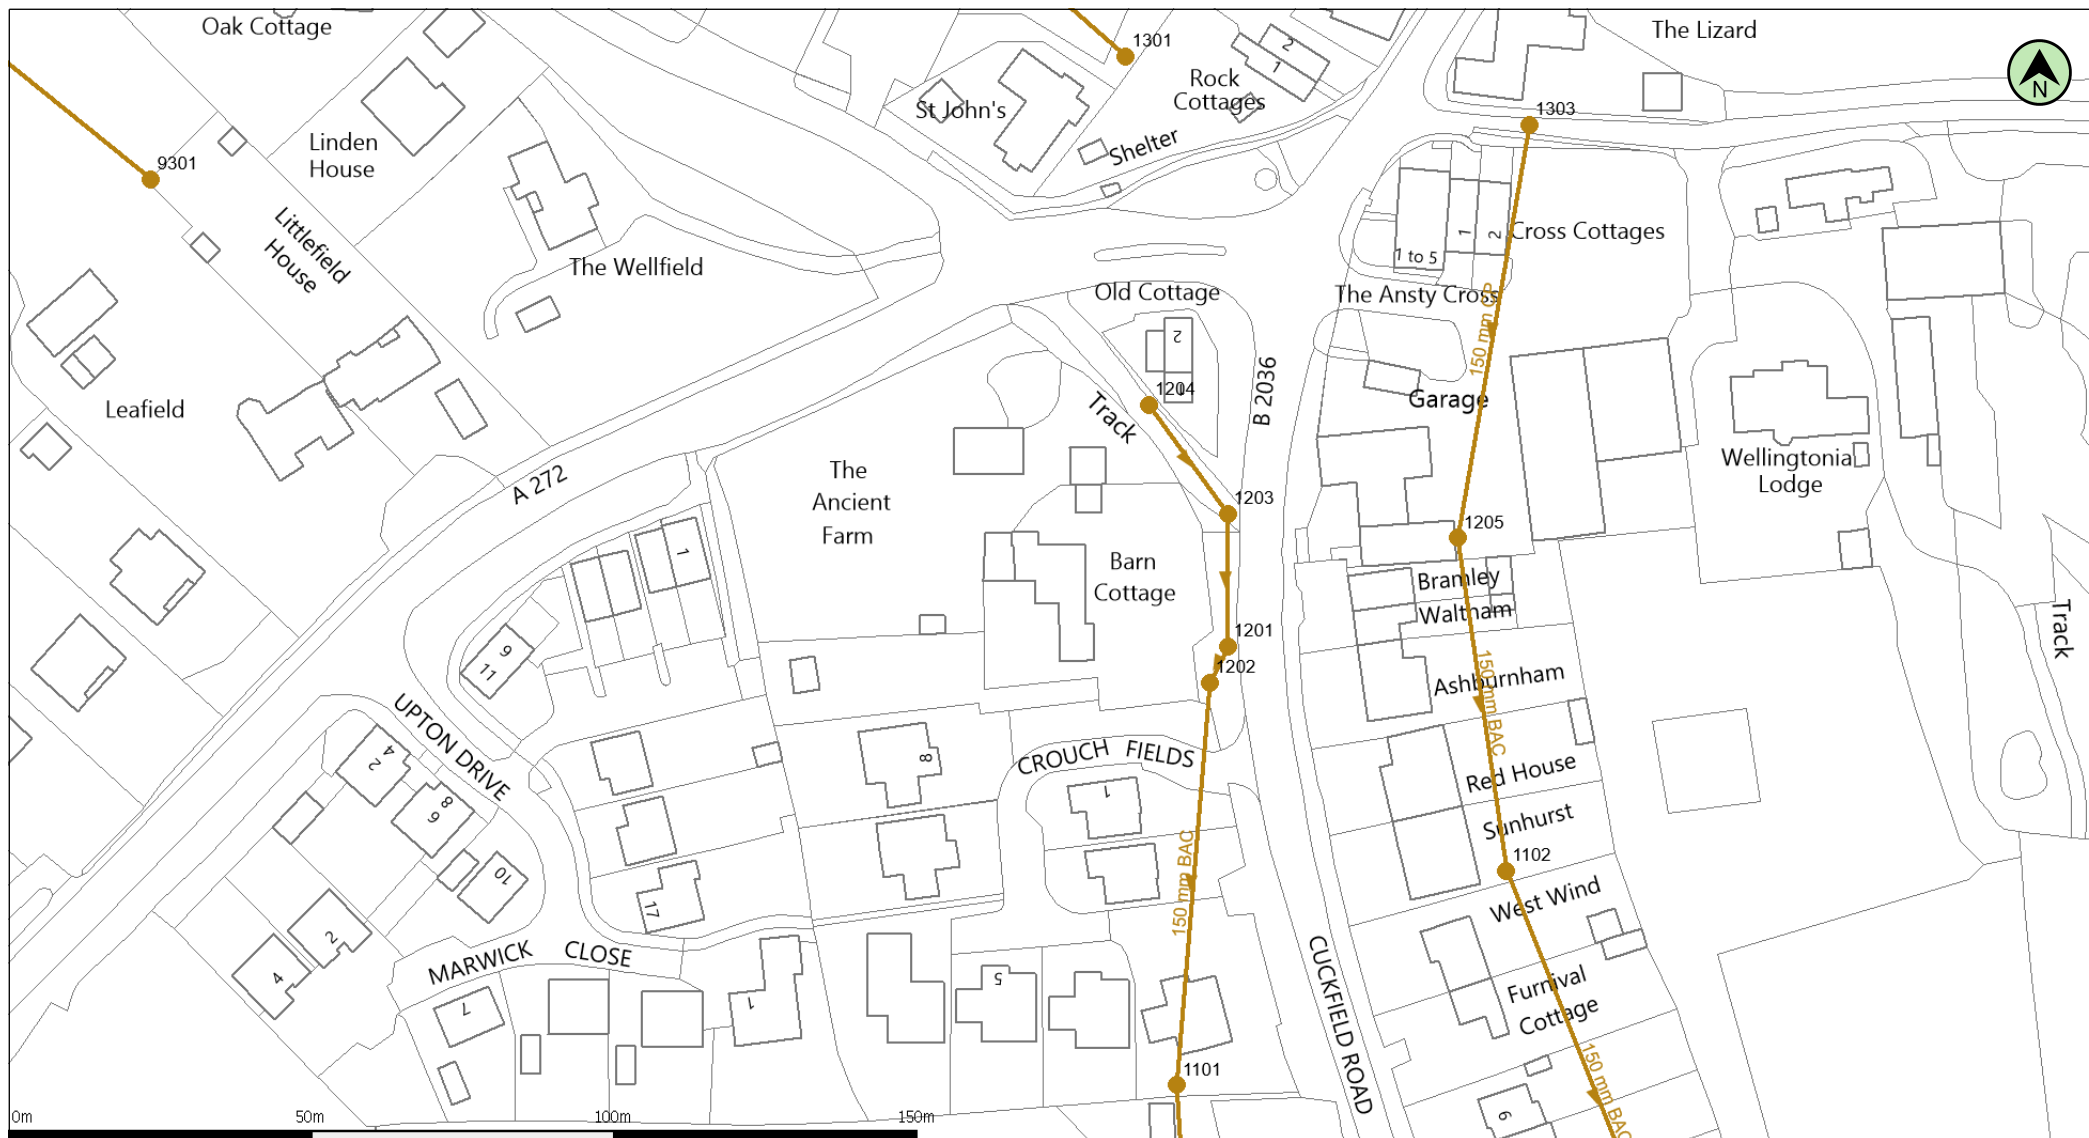 Oak Cottage
1301
2
1
Rock
Cottages
The Lizard
N
St John's
1303
Linden
House
Shelter
9301
Littlefield
House
The Wellfield
1 to 5
1
2
Cross Cottages
Old Cottage
The Ansty Cross
150 mm CP
2
1
1204
B 2036
Leafield
Track
Garage
Wellingtonia
Lodge
A 272
The
Ancient
Farm
1203
1205
1
Barn
Cottage
Bramley
Waltham
Track
9
11
1201
1202
Ashburnham
150 mm BAC
UPTON DRIVE
2
4
8
6
10
8
CROUCH FIELDS
1
Red House
Sunhurst
1102
West Wind
150 mm BAC
17
2
4
MARWICK CLOSE
7
1
5
Furnival
Cottage
CUCKFIELD ROAD
1101
150 mm BAC
6
0m
50m
100m
150m